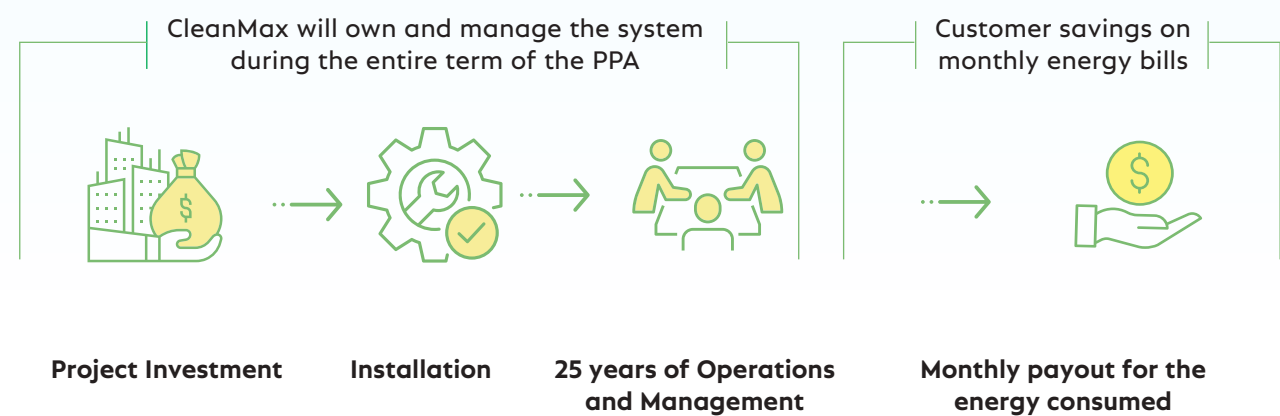 CleanMax will own and manage the system
during the entire term of the PPA
Customer savings on
monthly energy bills
$
$
Project Investment
Installation
25 years of Operations
and Management
Monthly payout for the
energy consumed